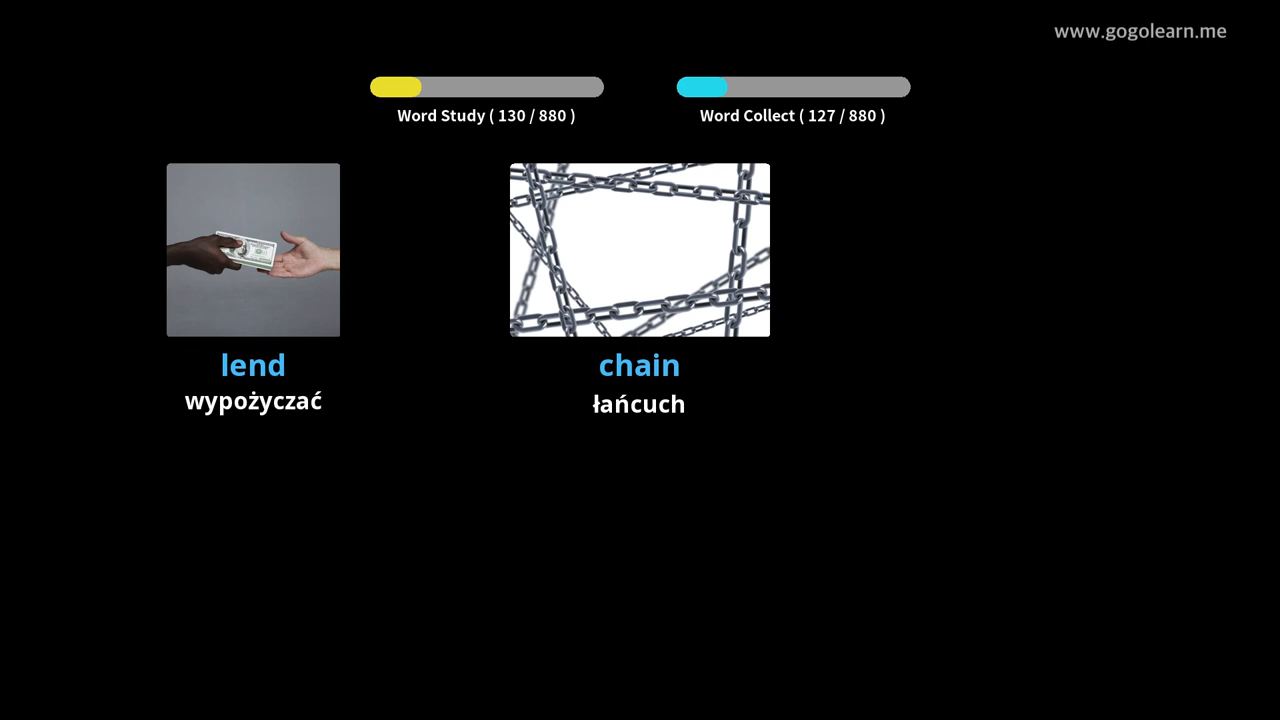 www.gogolearn.me
Word Study ( 130 / 880 )
Word Collect ( 127 / 880 )
lend
wypożyczać
chain
łańcuch